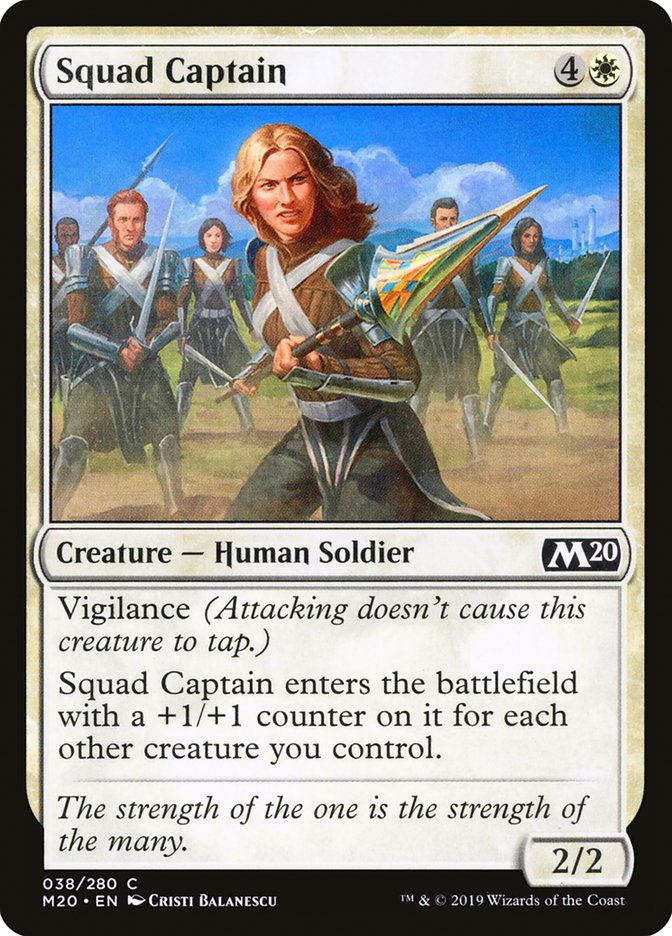 Squad Captain 4
Creature — Human Soldier M20
Vigilance (Attacking doesn't cause this
creature to tap.)
Squad Captain enters the battlefield
with a +1/+1 counter on it for each
other creature you control.
The strength of the one is the strength of
the many.
2/2
038/280 C
M20 • EN Cristi Balanescu
™ & © 2019 Wizards of the Coast